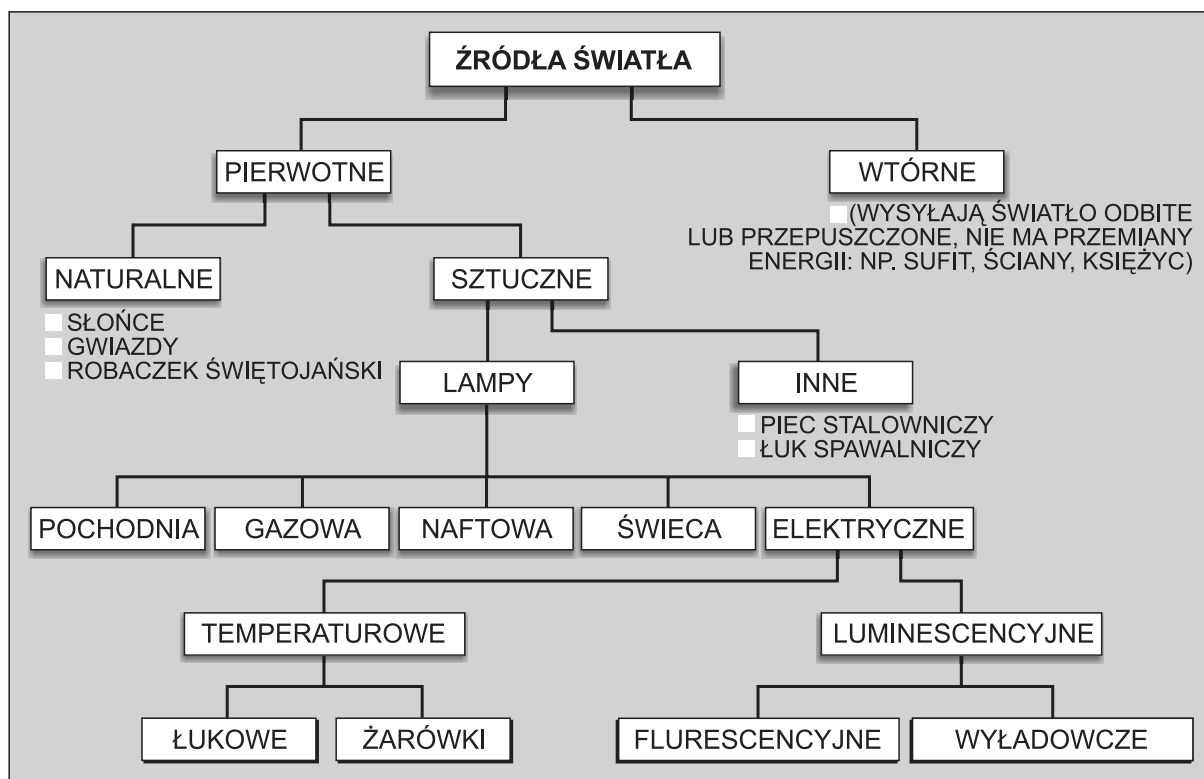 ŹRÓDŁA ŚWIATŁA
PIERWOTNE
WTÓRNE
(WYSYŁAJĄ ŚWIATŁO ODBITE
LUB PRZEPUSZCZONE, NIE MA PRZEMIANY
ENERGII: NP. SUFIT, ŚCIANY, KSIĘŻYC)
NATURALNE
SŁOŃCE
GWIAZDY
ROBACZEK ŚWIĘTOJAŃSKI
SZTUCZNE
LAMPY
INNE
PIEC STALOWNICZY
ŁUK SPAWALNICZY
POCHODNIA
GAZOWA
NAFTOWA
ŚWIECA
ELEKTRYCZNE
TEMPERATUROWE
LUMINESCENCYJNE
ŁUKOWE
ŻARÓWKI
FLURESCENCYJNE
WYŁADOWCZE